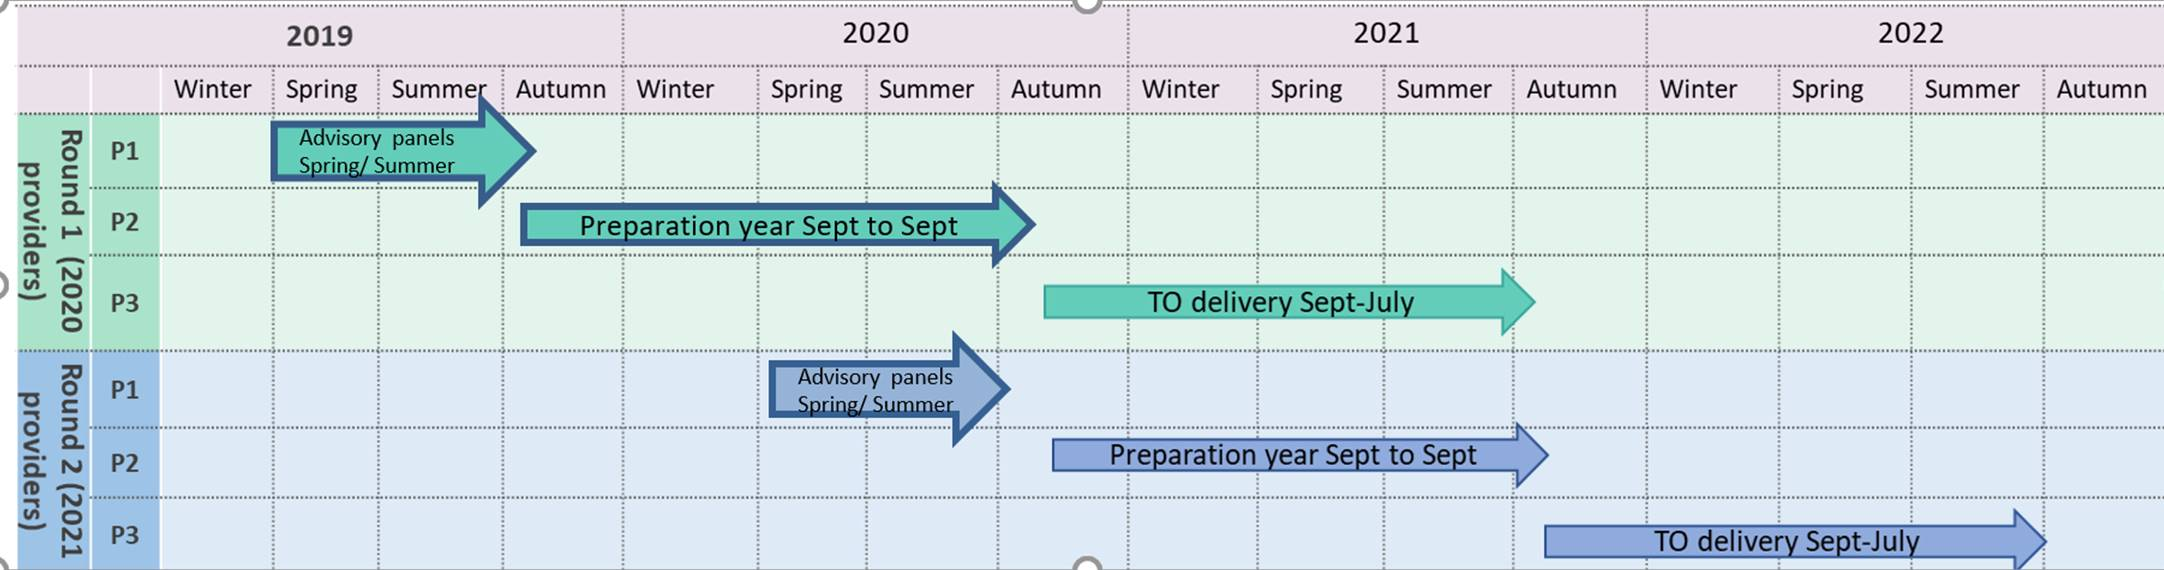 2019 2020 2021 2022
Winter Spring Summer Autumn Winter Spring Summer Autumn Winter Spring Summer Autumn Winter Spring Summer Autumn
Round 1 (2020
providers)
P1
Advisory panels
Spring/ Summer
P2
Preparation year Sept to Sept
P3
TO delivery Sept-July
Round 2 (2021
providers)
P1
Advisory panels
Spring/ Summer
P2
Preparation year Sept to Sept
P3
TO delivery Sept-July